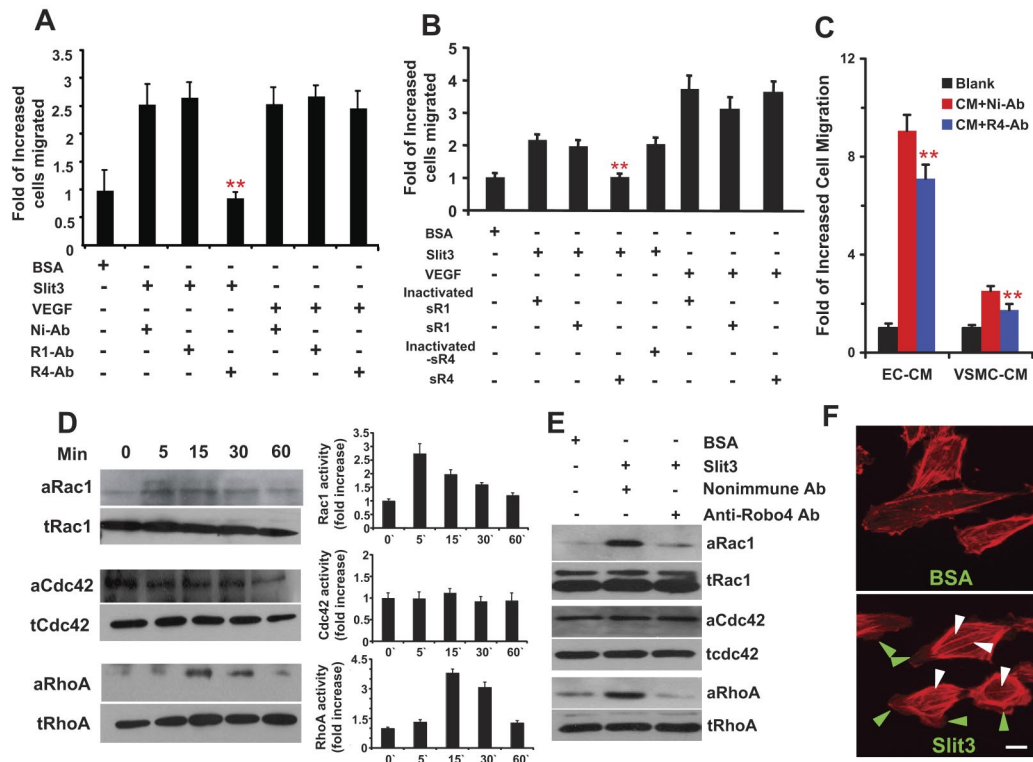 A
Fold of Increased
cells migrated
3.5
3
2.5
2
1.5
1
0.5
0
**
BSA + - - - - - - -
Slit3 - + + + - - -
VEGF - - - - + + +
Ni-Ab - + - - + - -
R1-Ab - - + - - + -
R4-Ab - - - + - - +
B
Fold of Increased
cells migrated
5
4
3
2
1
0
**
BSA + - - - - - - -
Slit3 - + + + + - - -
VEGF - - - - - + + +
Inactivated
sR1 - + - - - + - -
sR1 - - + - - - + -
Inactivated
-sR4 - - - - + - - -
sR4 - - - + - - - +
C
Fold of Increased Cell Migration
12
8
4
0
Blank
CM+Ni-Ab
CM+R4-Ab
**
**
EC-CM VSMC-CM
D
Min 0 5 15 30 60
aRac1
tRac1
aCdc42
tCdc42
aRhoA
tRhoA
Rac1 activity
(fold increase)
3.5
3
2.5
2
1.5
1
0.5
0
0` 5` 15` 30` 60`
Cdc42 activity
(fold increase)
2
1.5
1
0.5
0
0` 5` 15` 30` 60`
RhoA activity
(fold increase)
4.5
3
1.5
0
0` 5` 15` 30` 60`
E
+ - - BSA
- + + Slit3
- + - Nonimmune Ab
- - + Anti-Robo4 Ab
aRac1
tRac1
aCdc42
tcdc42
aRhoA
tRhoA
F
BSA
Slit3